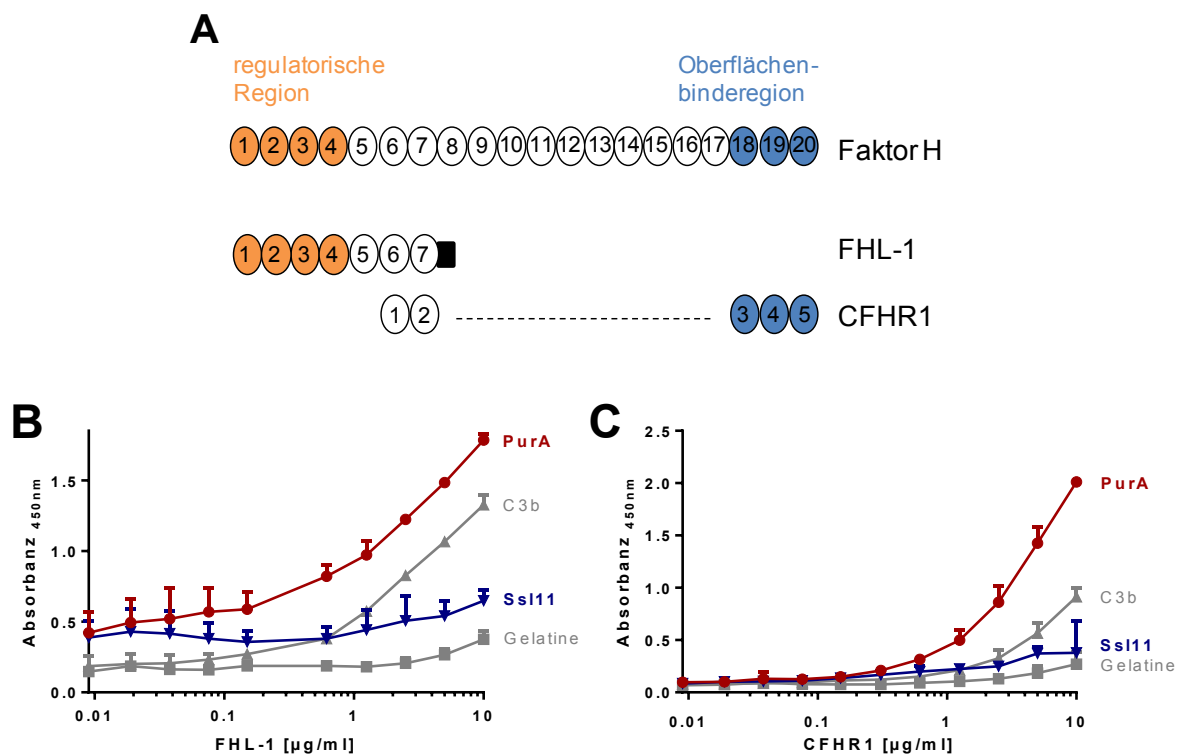 A
regulatorische
Region
Oberflächen-
binderegion
1 2 3 4 5 6 7 8 9 10 11 12 13 14 15 16 17 18 19 20 Faktor H
1 2 3 4 5 6 7 FHL-1
1 2 3 4 5 CFHR1
B
Absorbanz 450nm
1.5
1.0
0.5
0.0
0.01 0.1 1 10
FHL-1 [µg/ml]
PurA
C3b
Ssl11
Gelatine
C
Absorbanz 450nm
2.5
2.0
1.5
1.0
0.5
0.0
0.01 0.1 1 10
CFHR1 [µg/ml]
PurA
C3b
Ssl11
Gelatine